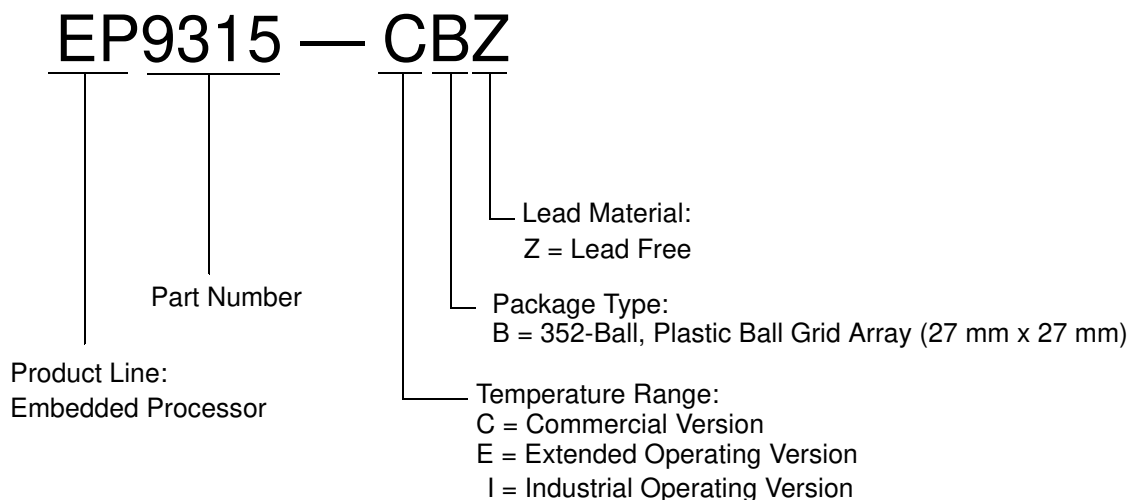 EP9315 — CBZ
Lead Material:
Z = Lead Free
Part Number
Package Type:
B = 352-Ball, Plastic Ball Grid Array (27 mm x 27 mm)
Product Line:
Embedded Processor
Temperature Range:
C = Commercial Version
E = Extended Operating Version
I = Industrial Operating Version